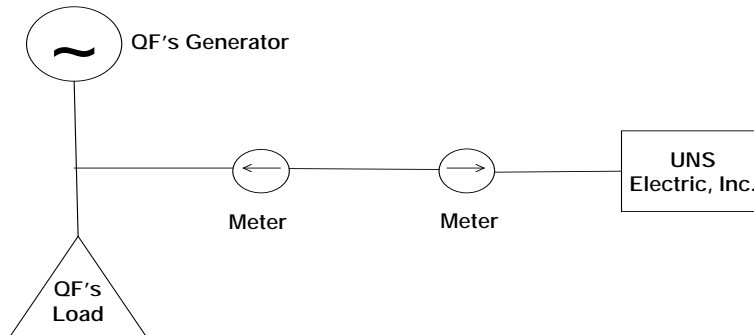 ~
QF's Generator
UNS
Electric, Inc.
Meter
Meter
QF's
Load